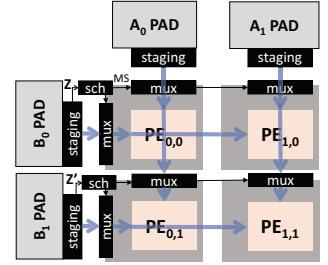 A0 PAD
A1 PAD
staging
staging
Z
sch
MS
mux
mux
B0 PAD
staging
mux
PE0,0
PE1,0
Z'
sch
mux
mux
B1 PAD
staging
mux
PE0,1
PE1,1